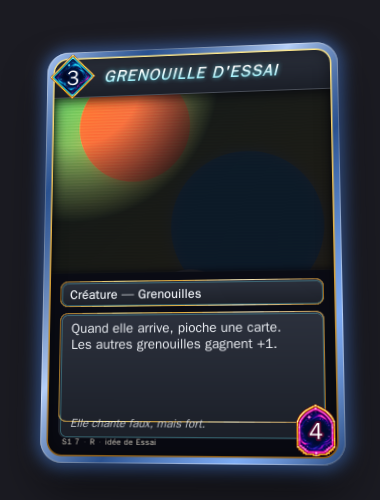 3
GRENOUILLE D'ESSAI
Créature — Grenouilles
Quand elle arrive, pioche une carte.
Les autres grenouilles gagnent +1.
Elle chante faux, mais fort.
S1 7 · R · idée de Essai
4